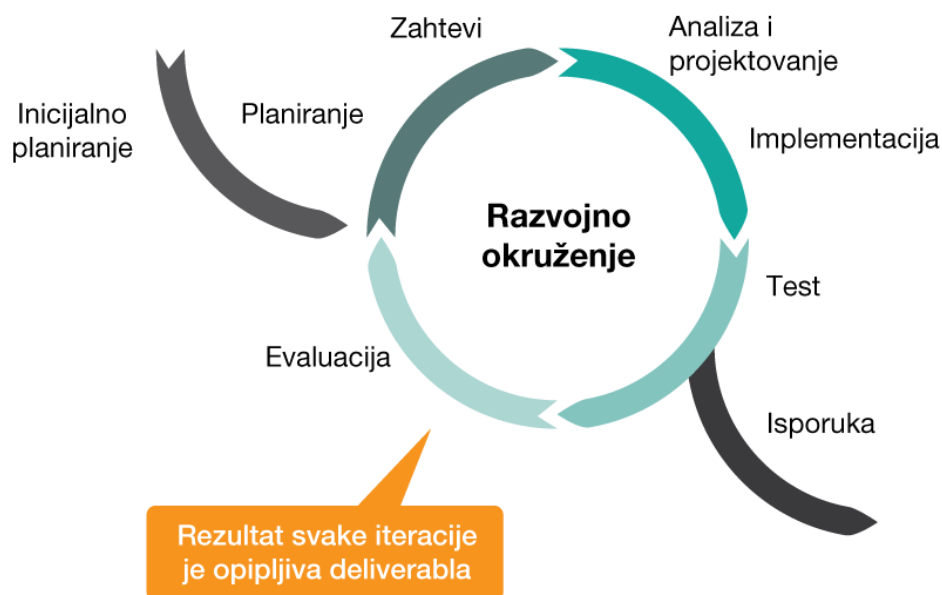 Zahtevi
Analiza i
projektovanje
Inicijalno
planiranje
Planiranje
Implementacija
Razvojno
okruženje
Test
Evaluacija
Isporuka
Rezultat svake iteracije
je opipljiva deliverabla